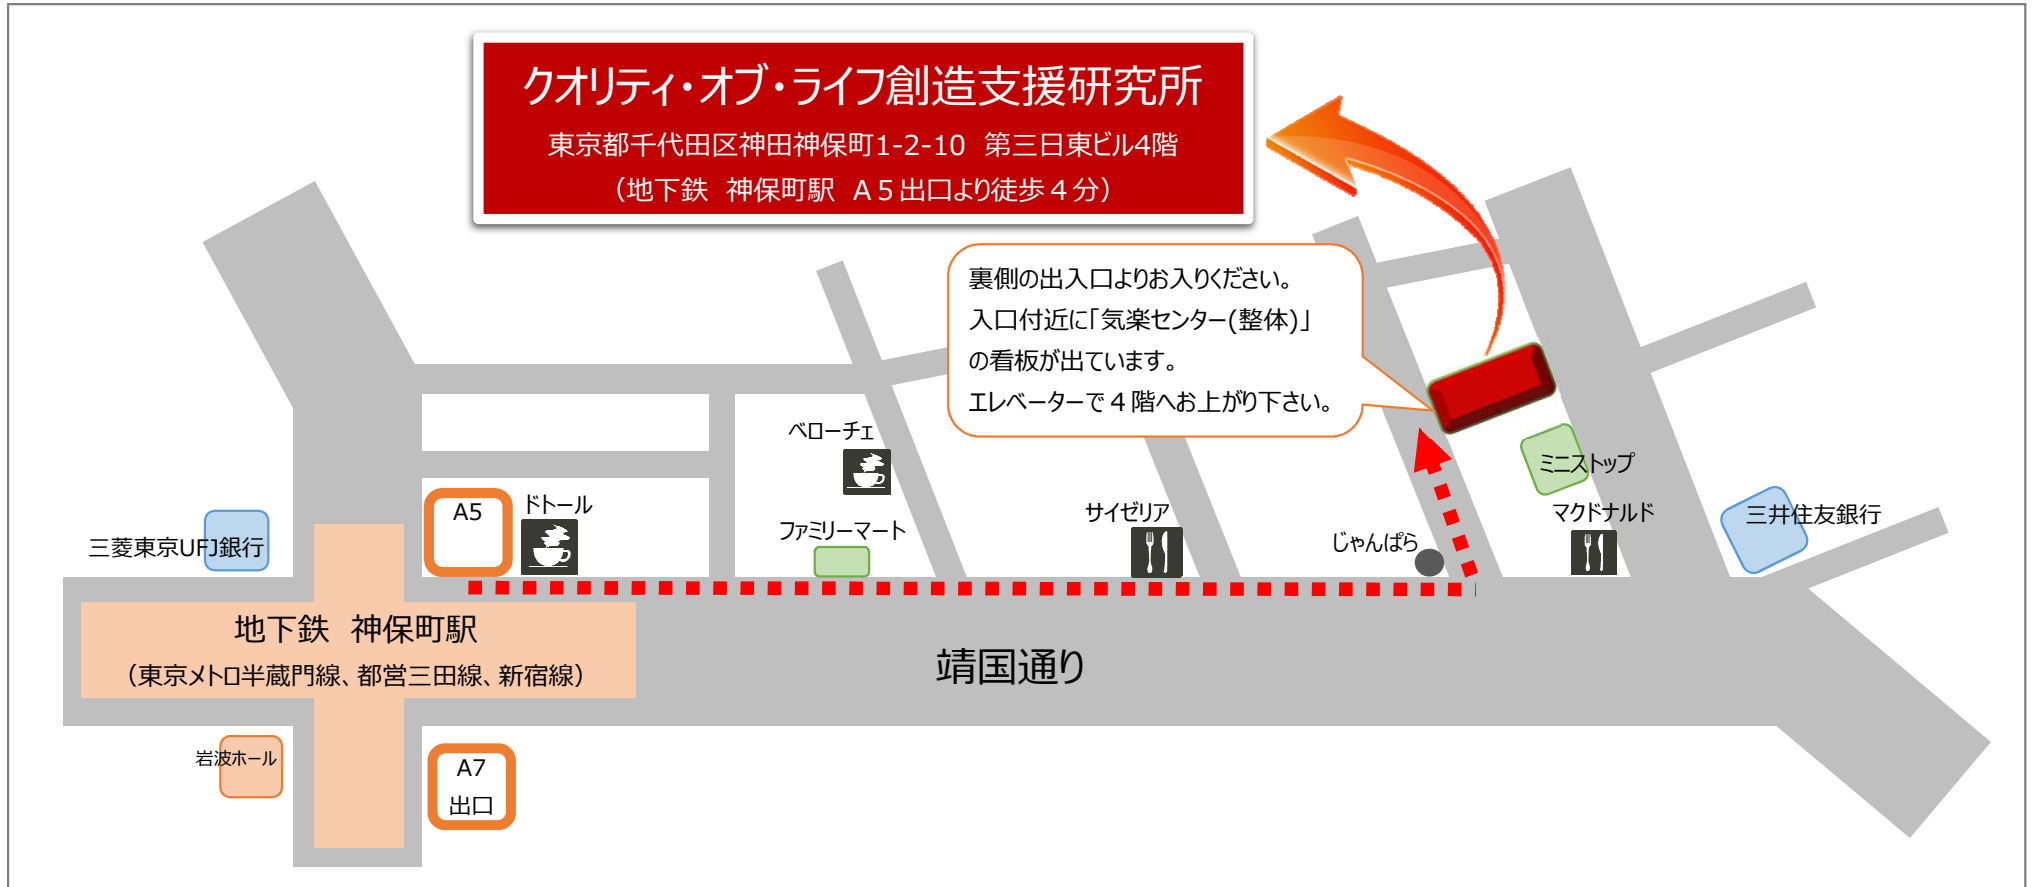 クオリティ・オブ・ライフ創造支援研究所
東京都千代田区神田神保町1-2-10 第三日東ビル4階
（地下鉄 神保町駅 A5出口より徒歩4分）
裏側の出入口よりお入りください。
入口付近に「気楽センター(整体)」
の看板が出ています。
エレベーターで4階へお上がり下さい。
ベローチェ
ミニストップ
A5
ドトール
ファミリーマート
サイゼリア
じゃんぱら
マクドナルド
三井住友銀行
三菱東京UFJ銀行
地下鉄 神保町駅
（東京メトロ半蔵門線、都営三田線、新宿線）
靖国通り
岩波ホール
A7
出口